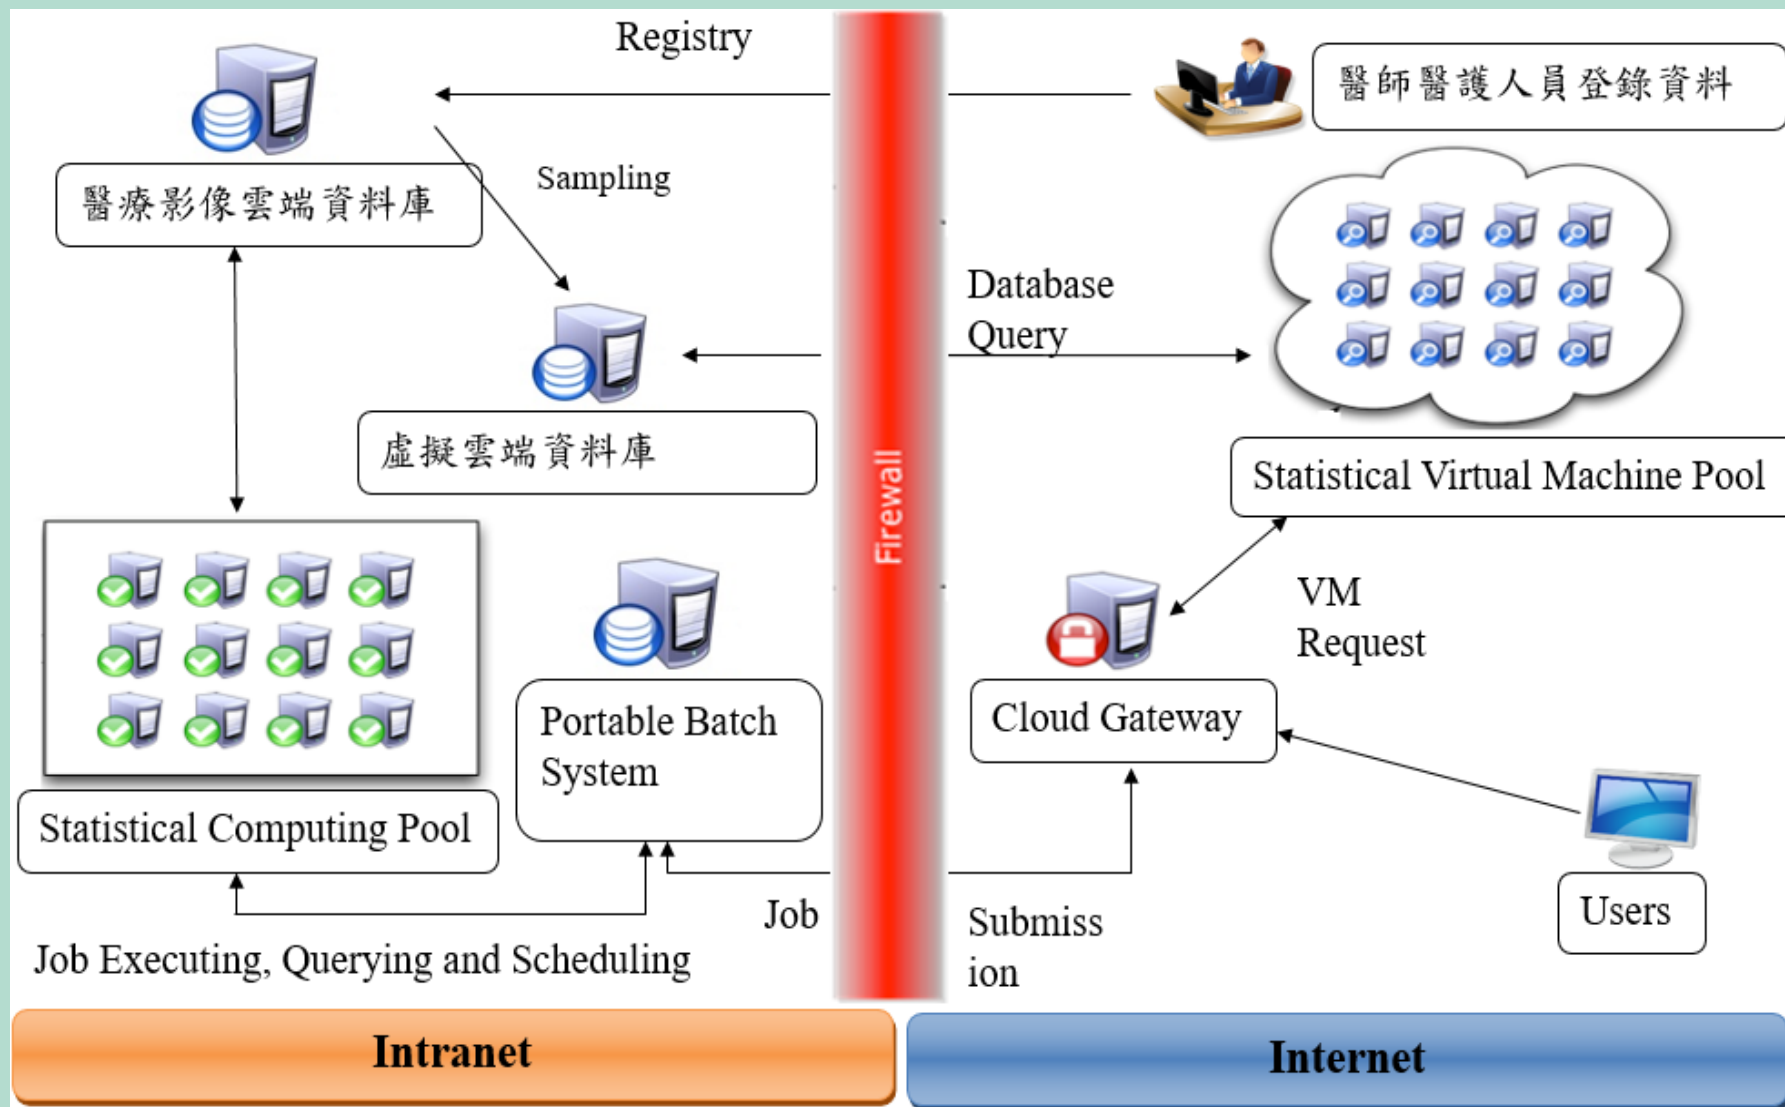 Registry
醫師醫護人員登錄資料
醫療影像雲端資料庫
Sampling
Database
Query
虛擬雲端資料庫
Firewall
Statistical Virtual Machine Pool
VM
Request
Portable Batch
System
Cloud Gateway
Statistical Computing Pool
Users
Job
Submiss
ion
Job Executing, Querying and Scheduling
Intranet
Internet